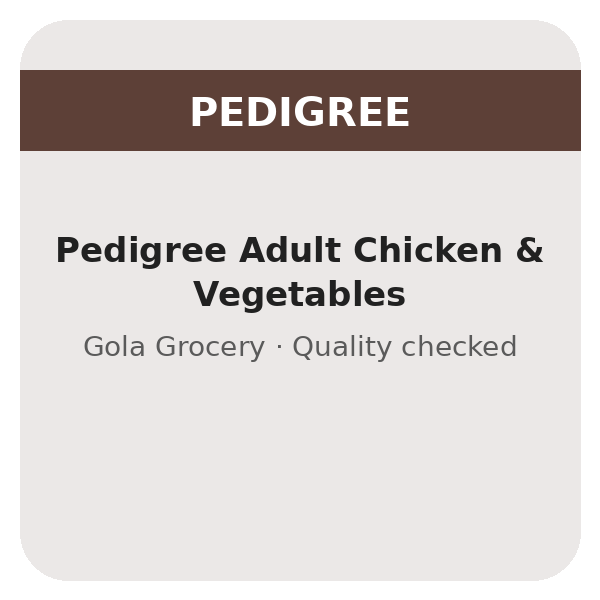 PEDIGREE
Pedigree Adult Chicken &
Vegetables
Gola Grocery · Quality checked